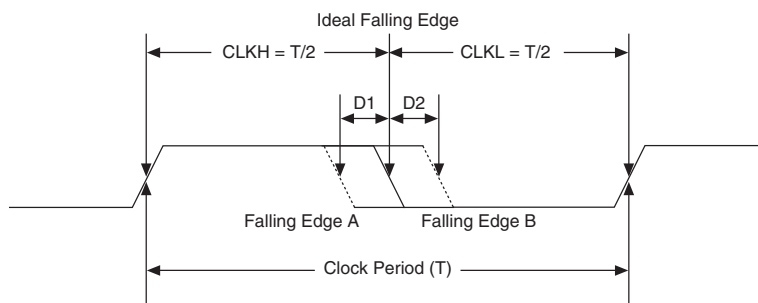 Ideal Falling Edge
CLKH = T/2
CLKL = T/2
D1
D2
Falling Edge A
Falling Edge B
Clock Period (T)